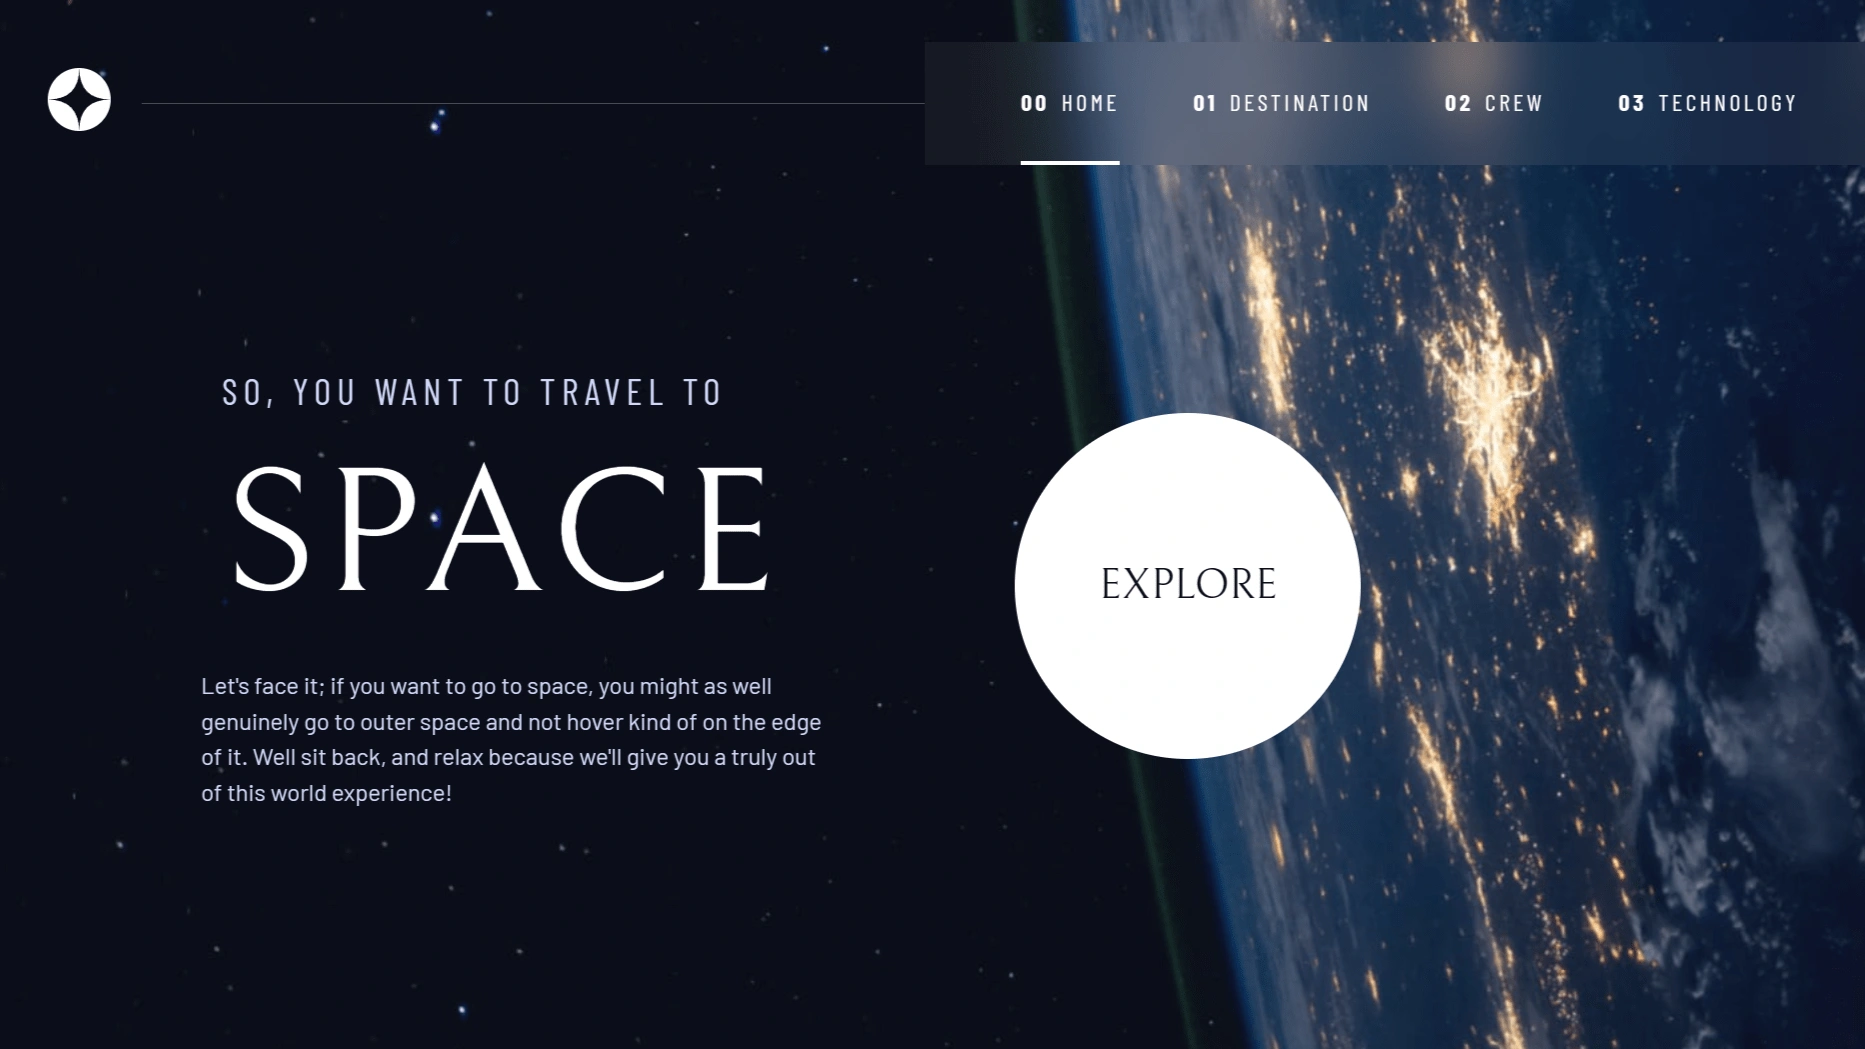 00 HOME 01 DESTINATION 02 CREW 03 TECHNOLOGY
SO, YOU WANT TO TRAVEL TO
SPACE
Let's face it; if you want to go to space, you might as well
genuinely go to outer space and not hover kind of on the edge
of it. Well sit back, and relax because we'll give you a truly out
of this world experience!
EXPLORE